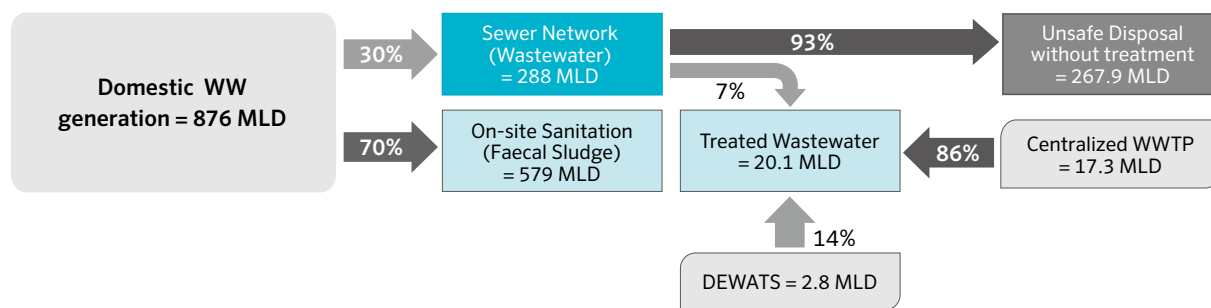 Domestic WW
generation = 876 MLD
30%
70%
Sewer Network
(Wastewater)
= 288 MLD
On-site Sanitation
(Faecal Sludge)
= 579 MLD
93%
7%
Unsafe Disposal
without treatment
= 267.9 MLD
Treated Wastewater
= 20.1 MLD
86%
Centralized WWTP
= 17.3 MLD
14%
DEWATS = 2.8 MLD